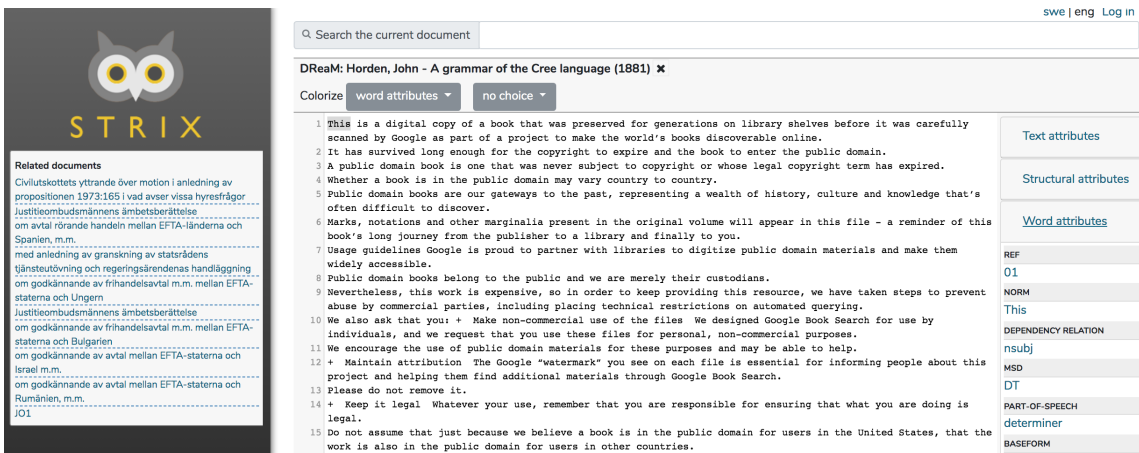 swe | eng Log in
Search the current document
DReaM: Horden, John - A grammar of the Cree language (1881) ✖
Colorize word attributes no choice
STRIX
Related documents
Civilutskottets yttrande över motion i anledning av
propositionen 1973:165 i vad avser vissa hyresfrågor
Justitieombudsmännens ämbetsberättelse
om avtal rörande handeln mellan EFTA-länderna och
Spanien, m.m.
med anledning av granskning av statsrådens
tjänsteutövning och regeringsärendenas handläggning
om godkännande av frihandelsavtal m.m. mellan EFTA-
staterna och Ungern
Justitieombudsmännens ämbetsberättelse
om godkännande av frihandelsavtal m.m. mellan EFTA-
staterna och Bulgarien
om godkännande av avtal mellan EFTA-staterna och
Israel m.m.
om godkännande av avtal mellan EFTA-staterna och
Rumänien, m.m.
JO1
1 This is a digital copy of a book that was preserved for generations on library shelves before it was carefully
scanned by Google as part of a project to make the world's books discoverable online.
2 It has survived long enough for the copyright to expire and the book to enter the public domain.
3 A public domain book is one that was never subject to copyright or whose legal copyright term has expired.
4 Whether a book is in the public domain may vary country to country.
5 Public domain books are our gateways to the past, representing a wealth of history, culture and knowledge that's
often difficult to discover.
6 Marks, notations and other marginalia present in the original volume will appear in this file - a reminder of this
book's long journey from the publisher to a library and finally to you.
7 Usage guidelines Google is proud to partner with libraries to digitize public domain materials and make them
widely accessible.
8 Public domain books belong to the public and we are merely their custodians.
9 Nevertheless, this work is expensive, so in order to keep providing this resource, we have taken steps to prevent
abuse by commercial parties, including placing technical restrictions on automated querying.
10 We also ask that you: + Make non-commercial use of the files We designed Google Book Search for use by
individuals, and we request that you use these files for personal, non-commercial purposes.
11 We encourage the use of public domain materials for these purposes and may be able to help.
12 + Maintain attribution The Google "watermark" you see on each file is essential for informing people about this
project and helping them find additional materials through Google Book Search.
13 Please do not remove it.
14 + Keep it legal Whatever your use, remember that you are responsible for ensuring that what you are doing is
legal.
15 Do not assume that just because we believe a book is in the public domain for users in the United States, that the
work is also in the public domain for users in other countries.
Text attributes
Structural attributes
Word attributes
REF
01
NORM
This
DEPENDENCY RELATION
nsubj
MSD
DT
PART-OF-SPEECH
determiner
BASEFORM